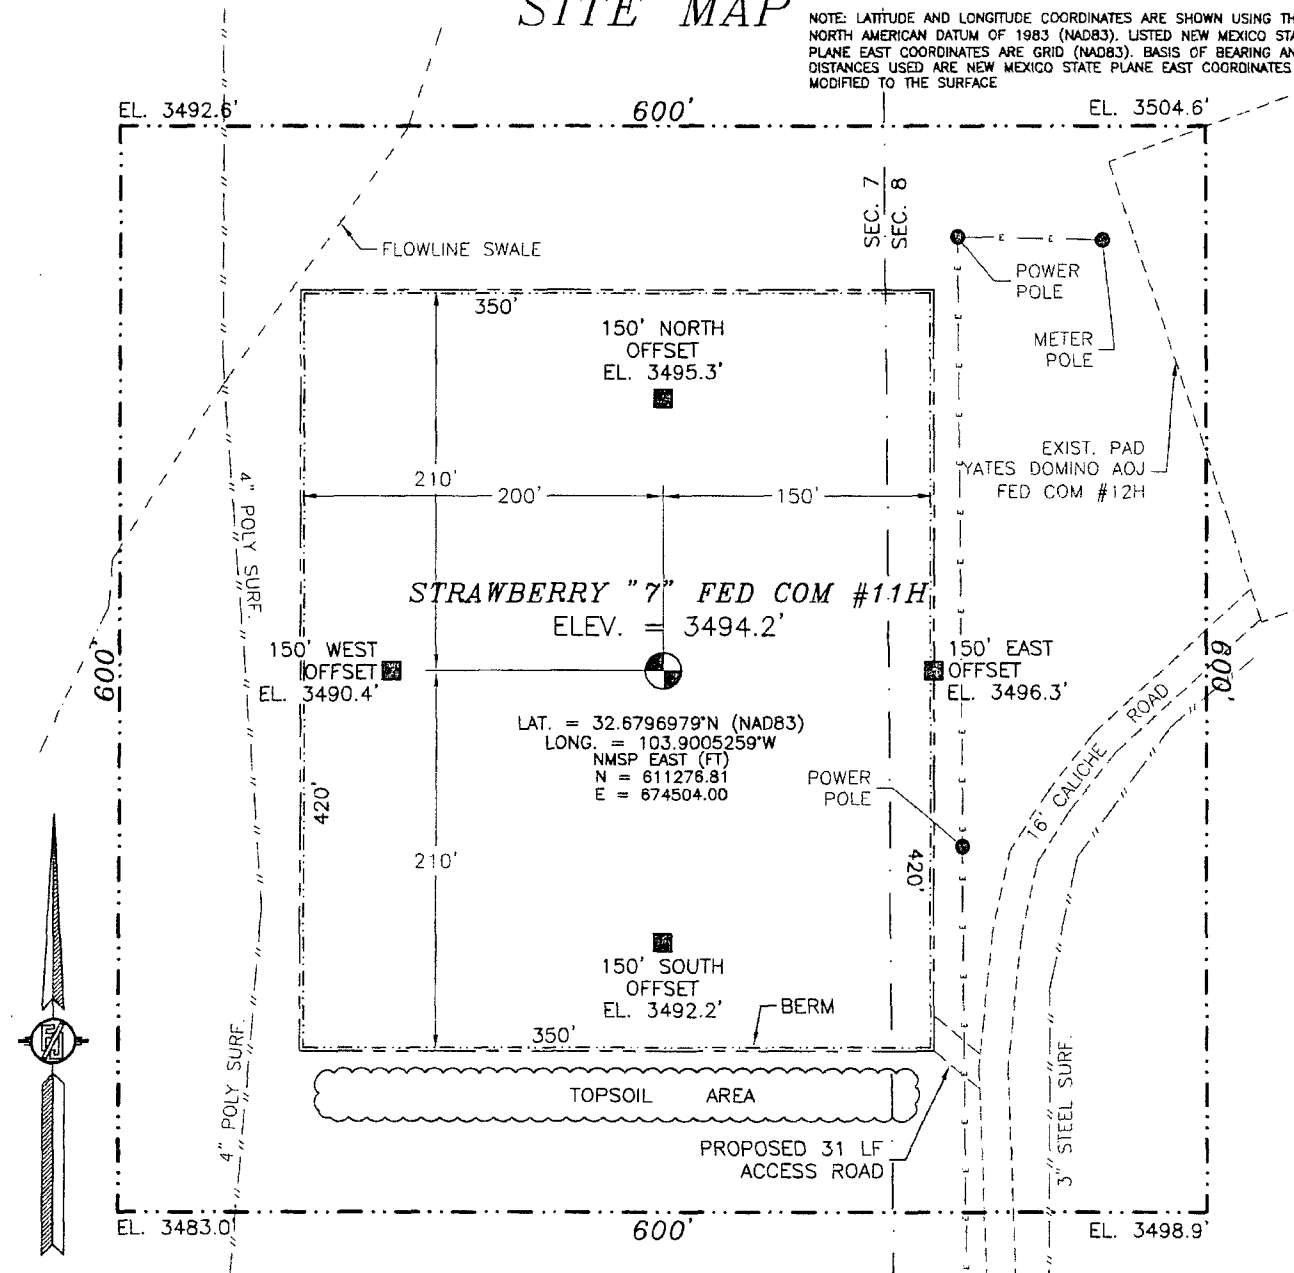 SITE MAP
NOTE: LATITUDE AND LONGITUDE COORDINATES ARE SHOWN USING TH
NORTH AMERICAN DATUM OF 1983 (NAD83). LISTED NEW MEXICO STA
PLANE EAST COORDINATES ARE GRID (NAD83). BASIS OF BEARING AN
DISTANCES USED ARE NEW MEXICO STATE PLANE EAST COORDINATES
MODIFIED TO THE SURFACE
EL. 3492.6'
600'
EL. 3504.6'
SEC. 7
SEC. 8
FLOWLINE SWALE
POWER
POLE
350'
150' NORTH
OFFSET
EL. 3495.3'
METER
POLE
EXIST. PAD
YATES DOMINO AOJ
FED COM #12H
210'
200'
150'
4" POLY SURF.
STRAWBERRY "7" FED COM #11H
ELEV. = 3494.2'
150' WEST
OFFSET
EL. 3490.4'
150' EAST
OFFSET
EL. 3496.3'
600'
600'
LAT. = 32.6796979°N (NAD83)
LONG. = 103.9005259°W
NMSP EAST (FT)
N = 611276.81
E = 674504.00
16' CALICHE ROAD
POWER
POLE
420'
210'
420'
150' SOUTH
OFFSET
EL. 3492.2'
BERM
350'
4" POLY SURF.
TOPSOIL AREA
3" STEEL SURF.
PROPOSED 31 LF
ACCESS ROAD
EL. 3483.0'
600'
EL. 3498.9'